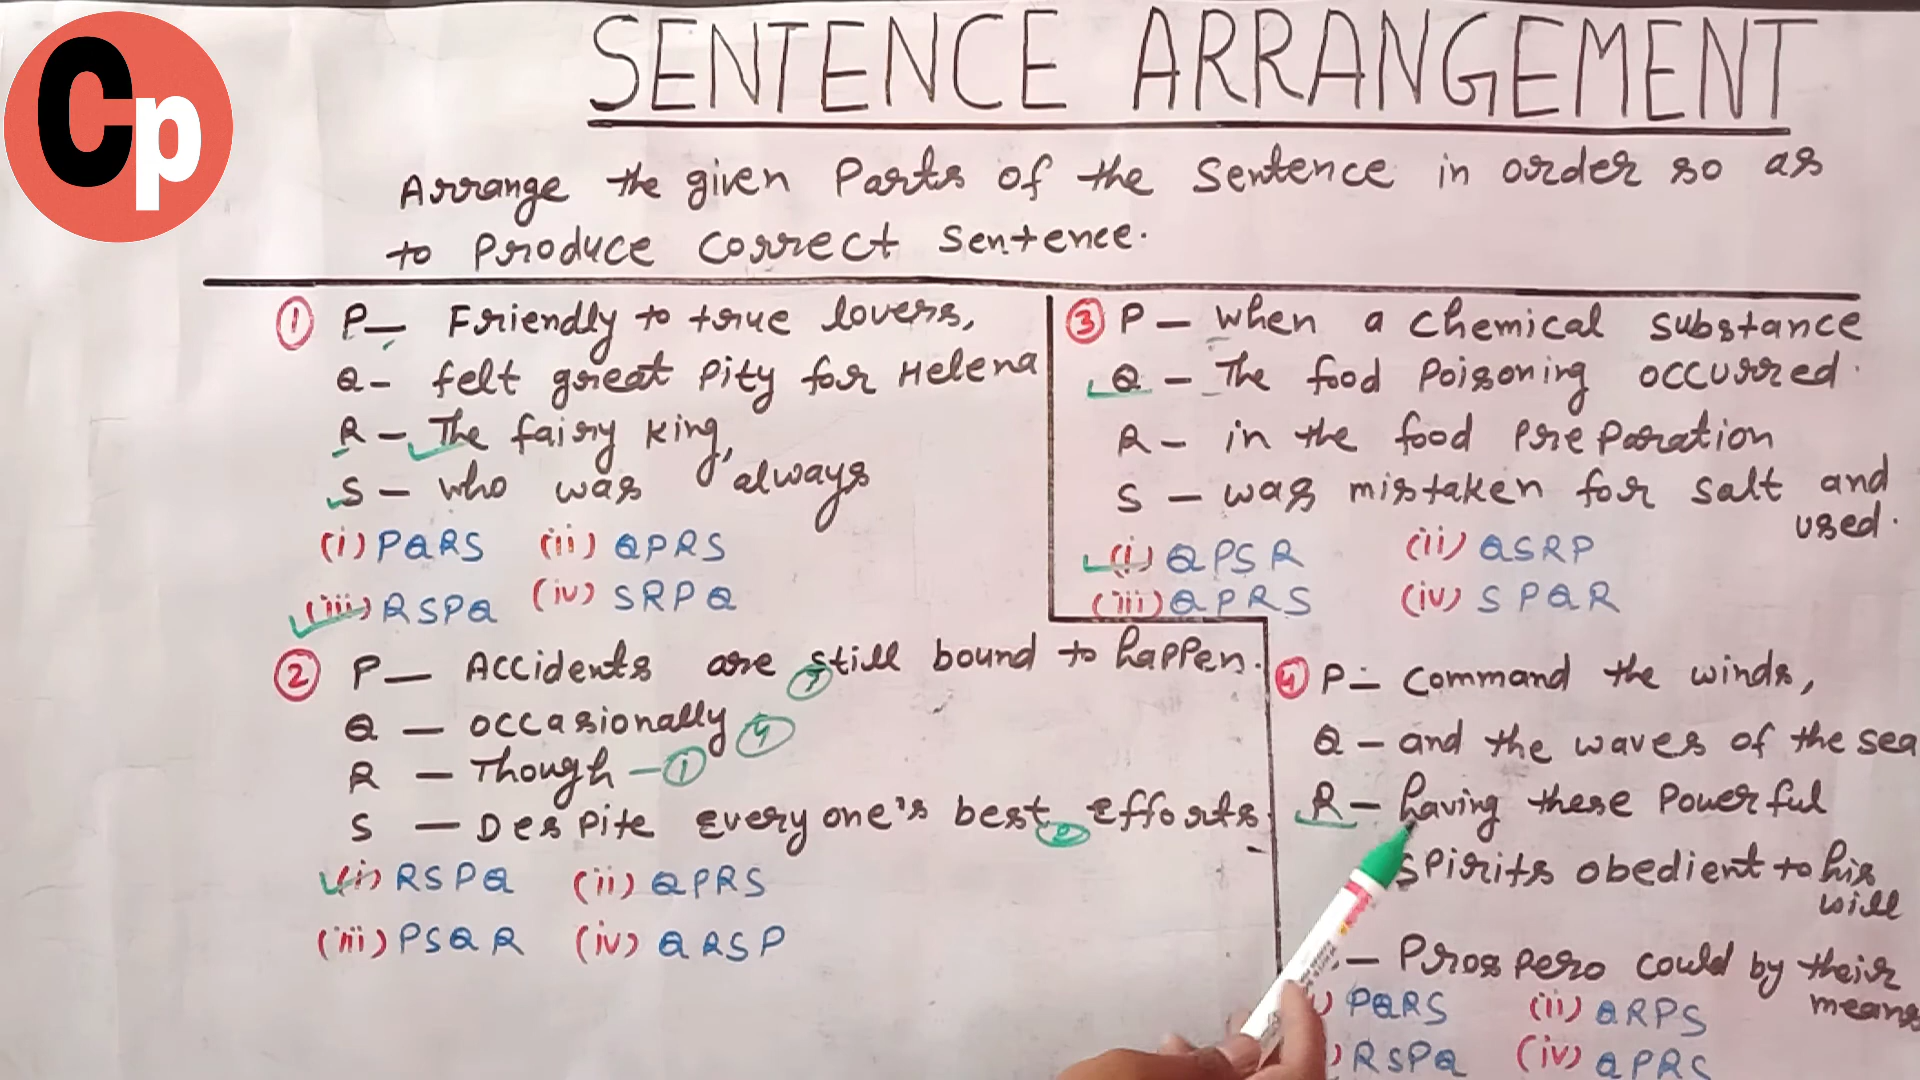 Cp
SENTENCE ARRANGEMENT
Arrange the given Parts of the Sentence in order so as
to Produce Correct Sentence.
① P— Friendly to true lovers,
Q- felt great Pity for Helena
R — The fairy King,
S — who was always
(i) PQRS (ii) QPRS
(iii) RSPQ (iv) SRPQ
② P— Accidents are still bound to happen. 3
Q — occasionally 4
R — Though - 1
S — Despite everyone's best efforts. 2
(i) RSPQ (ii) QPRS
(iii) PSQR (iv) QRSP
③ P — when a chemical substance
Q — The food Poisoning occurred.
R — in the food Preparation
S — was mistaken for salt and
used.
(i) QPSR (ii) QSRP
(iii) QPRS (iv) SPQR
④ P — Command the winds,
Q — and the waves of the sea
R — having these Powerful
spirits obedient to his
will
— Prospero could by their
means
) PQRS (ii) QRPS
) RSPQ (iv) QPRS